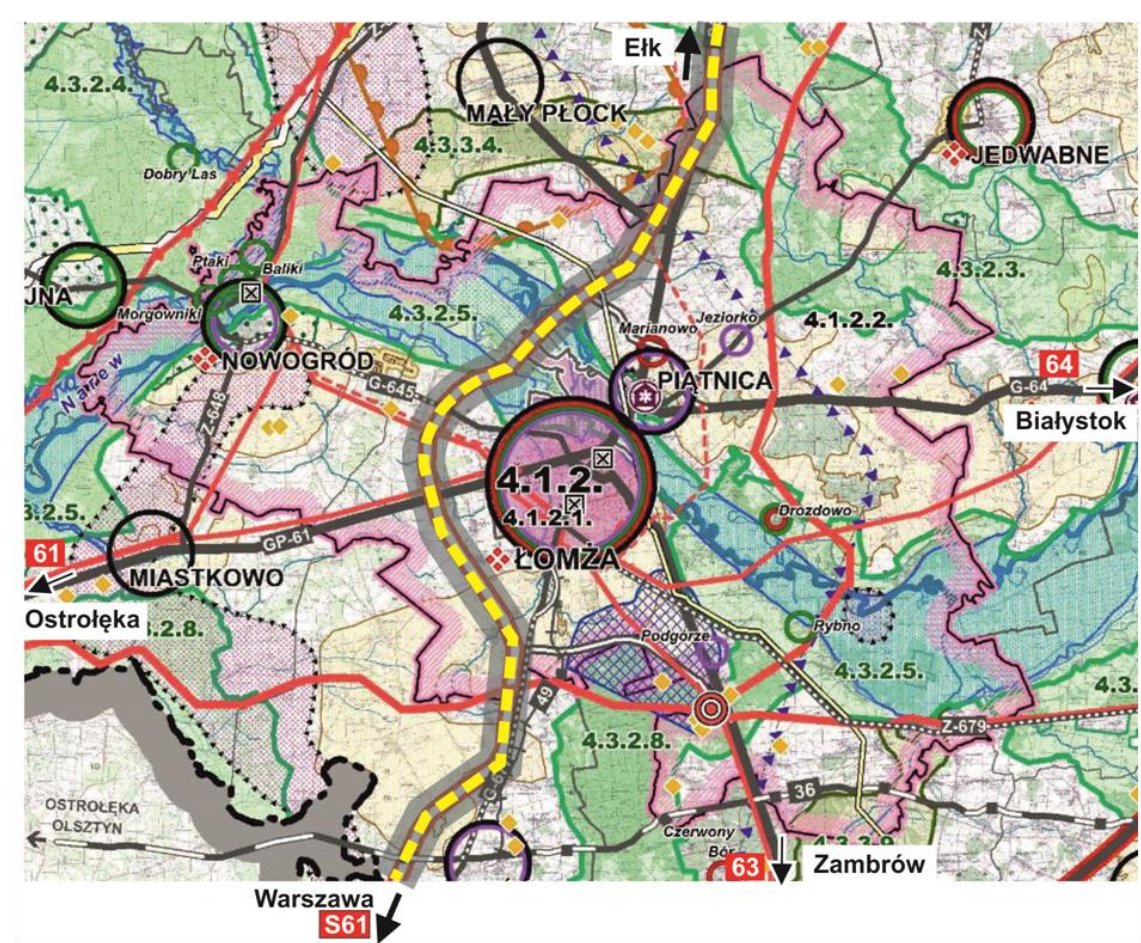 Ełk
4.3.2.4.
MAŁY PŁOCK
4.3.3.4.
JEDWABNE
Dobry Las
4.3.2.3.
Ptaki
Baliki
JNA
Morgowniki
4.3.2.5.
Marianowo
Jeziorko
4.1.2.2.
Narew
NOWOGRÓD
PIĄTNICA
64
G-645
G-64
Białystok
Z-648
4.1.2.
4.1.2.1.
3.2.5.
Drozdowo
GP-61
61
MIASTKOWO
ŁOMŻA
Ostrołęka
.2.8.
Podgórze
Rybno
4.3.2.5.
4.3.
49
4.3.2.8.
Z-679
OSTROŁĘKA
OLSZTYN
36
Czerwony
Bór
63
Zambrów
Warszawa
S61